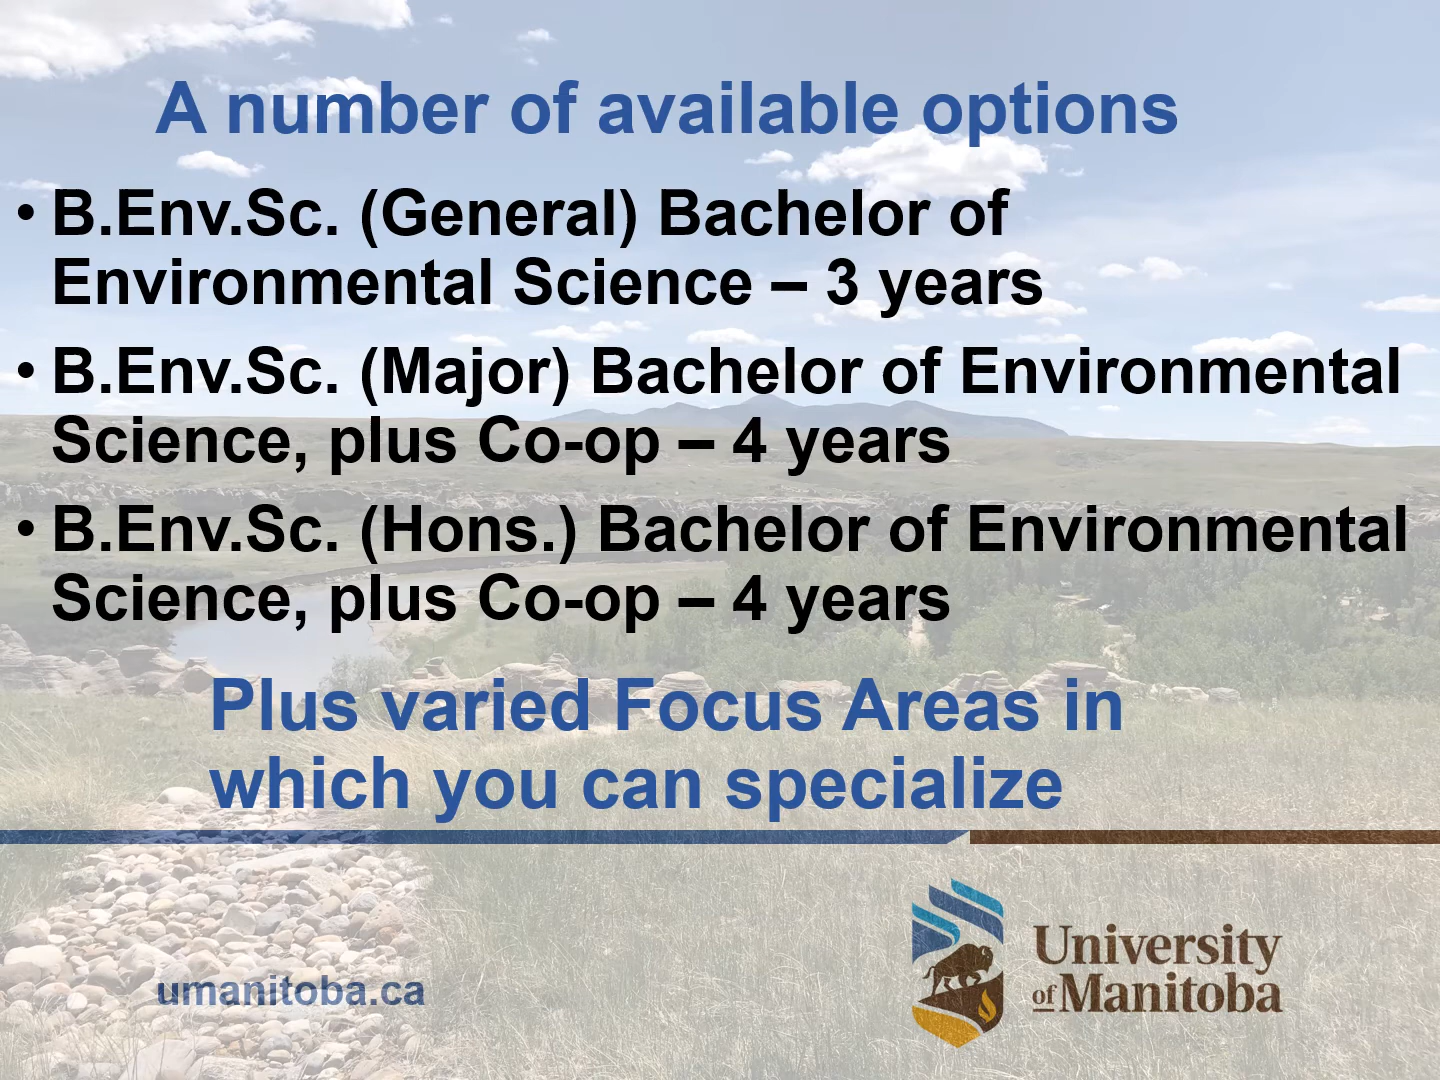 A number of available options
• B.Env.Sc. (General) Bachelor of
Environmental Science – 3 years
• B.Env.Sc. (Major) Bachelor of Environmental
Science, plus Co-op – 4 years
• B.Env.Sc. (Hons.) Bachelor of Environmental
Science, plus Co-op – 4 years
Plus varied Focus Areas in
which you can specialize
umanitoba.ca
University
of Manitoba